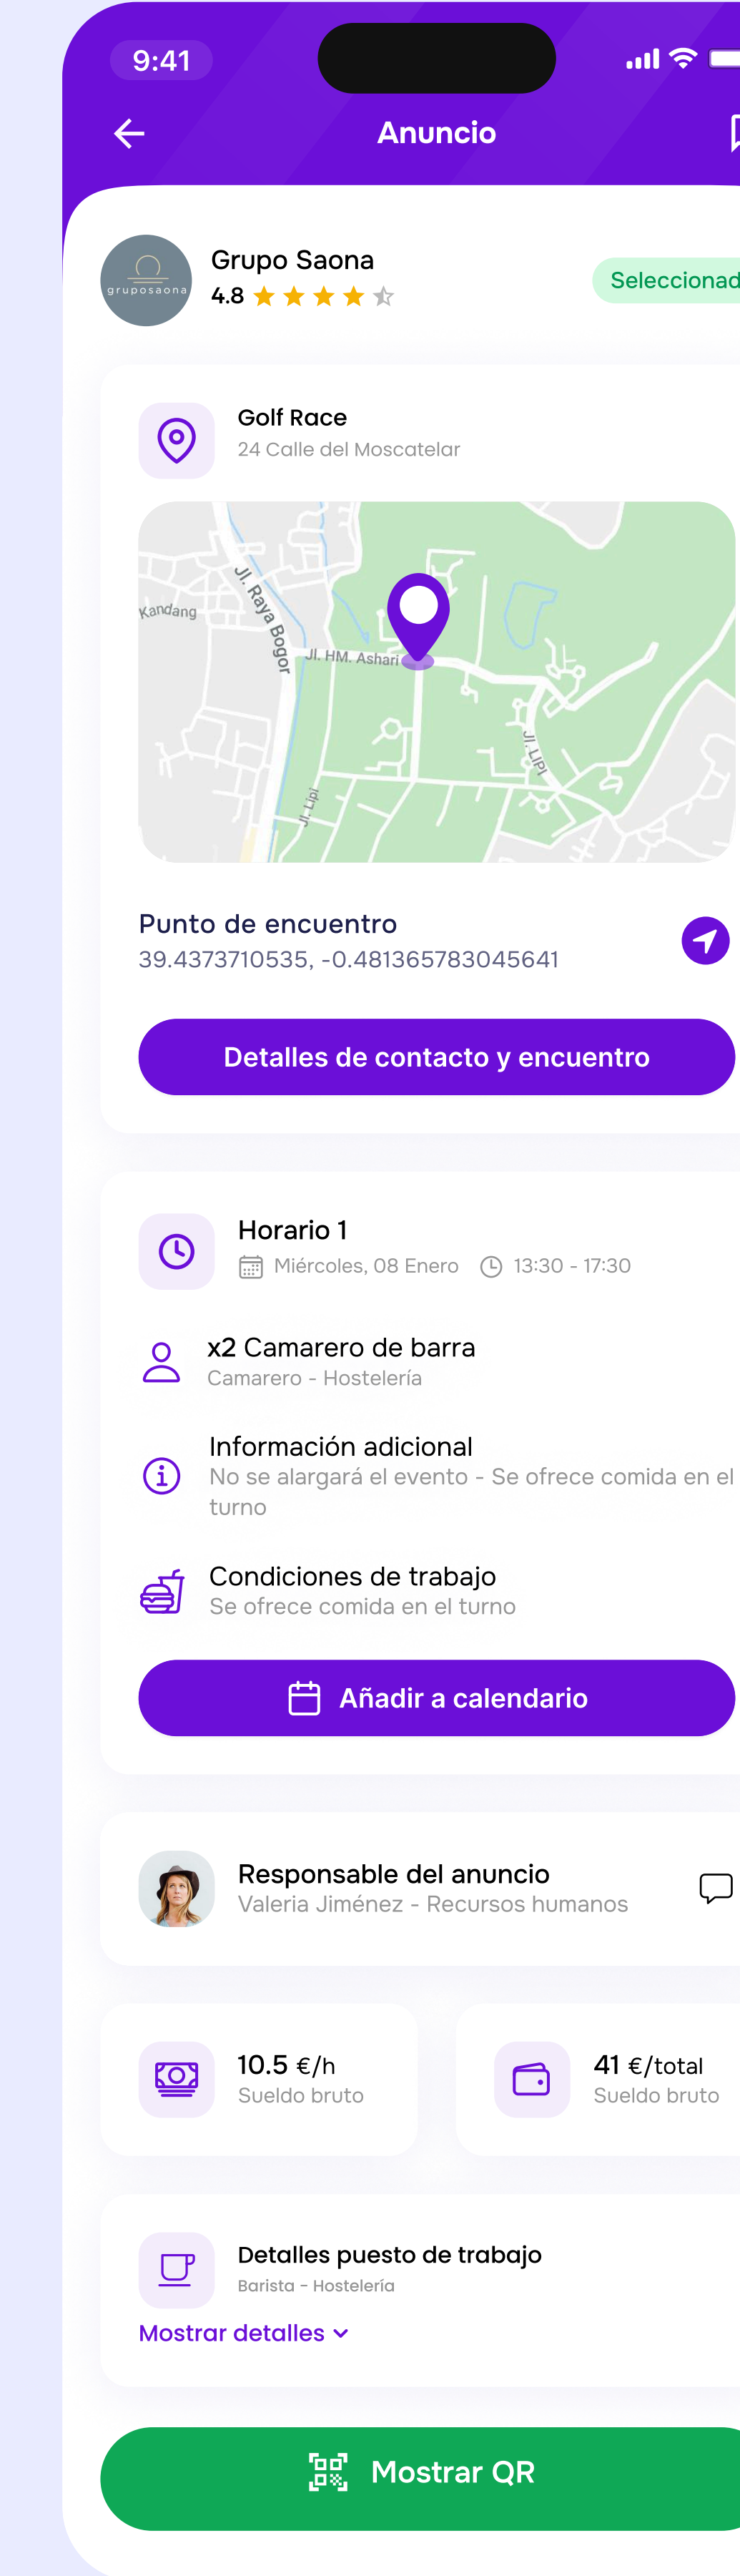 9:41
Anuncio
gruposaona
Grupo Saona
4.8
Seleccionad
Golf Race
24 Calle del Moscatelar
Kandang
Jl. Raya Bogor
Jl. HM. Ashari
Jl. LIPI
Jl. Lipi
Punto de encuentro
39.4373710535, -0.481365783045641
Detalles de contacto y encuentro
Horario 1
Miércoles, 08 Enero 13:30 - 17:30
x2 Camarero de barra
Camarero - Hostelería
Información adicional
No se alargará el evento - Se ofrece comida en el
turno
Condiciones de trabajo
Se ofrece comida en el turno
Añadir a calendario
Responsable del anuncio
Valeria Jiménez - Recursos humanos
10.5 €/h
Sueldo bruto
41 €/total
Sueldo bruto
Detalles puesto de trabajo
Barista - Hostelería
Mostrar detalles
Mostrar QR